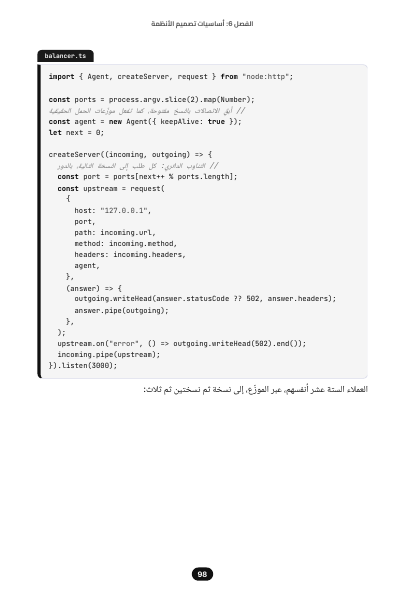 الفصل 6: أساسيات تصميم الأنظمة
balancer.ts
import { Agent, createServer, request } from "node:http";
const ports = process.argv.slice(2).map(Number);
// أبقِ الاتصالات بالنسخ مفتوحة، كما تفعل موزّعات الحمل الحقيقية
const agent = new Agent({ keepAlive: true });
let next = 0;
createServer((incoming, outgoing) => {
// التناوب الدائري: كل طلب إلى النسخة التالية، بالدور
const port = ports[next++ % ports.length];
const upstream = request(
{
host: "127.0.0.1",
port,
path: incoming.url,
method: incoming.method,
headers: incoming.headers,
agent,
},
(answer) => {
outgoing.writeHead(answer.statusCode ?? 502, answer.headers);
answer.pipe(outgoing);
},
);
upstream.on("error", () => outgoing.writeHead(502).end());
incoming.pipe(upstream);
}).listen(3000);
العملاء الستة عشر أنفسهم، عبر الموزّع، إلى نسخة ثم نسختين ثم ثلاث:
98